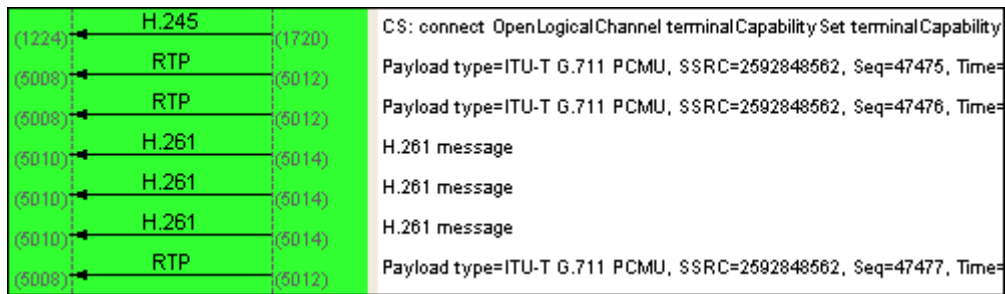 H.245
(1224) (1720) CS: connect OpenLogicalChannel terminalCapabilitySet terminalCapability
RTP
(5008) (5012) Payload type=ITU-T G.711 PCMU, SSRC=2592848562, Seq=47475, Time=
RTP
(5008) (5012) Payload type=ITU-T G.711 PCMU, SSRC=2592848562, Seq=47476, Time=
H.261
(5010) (5014) H.261 message
H.261
(5010) (5014) H.261 message
H.261
(5010) (5014) H.261 message
RTP
(5008) (5012) Payload type=ITU-T G.711 PCMU, SSRC=2592848562, Seq=47477, Time=